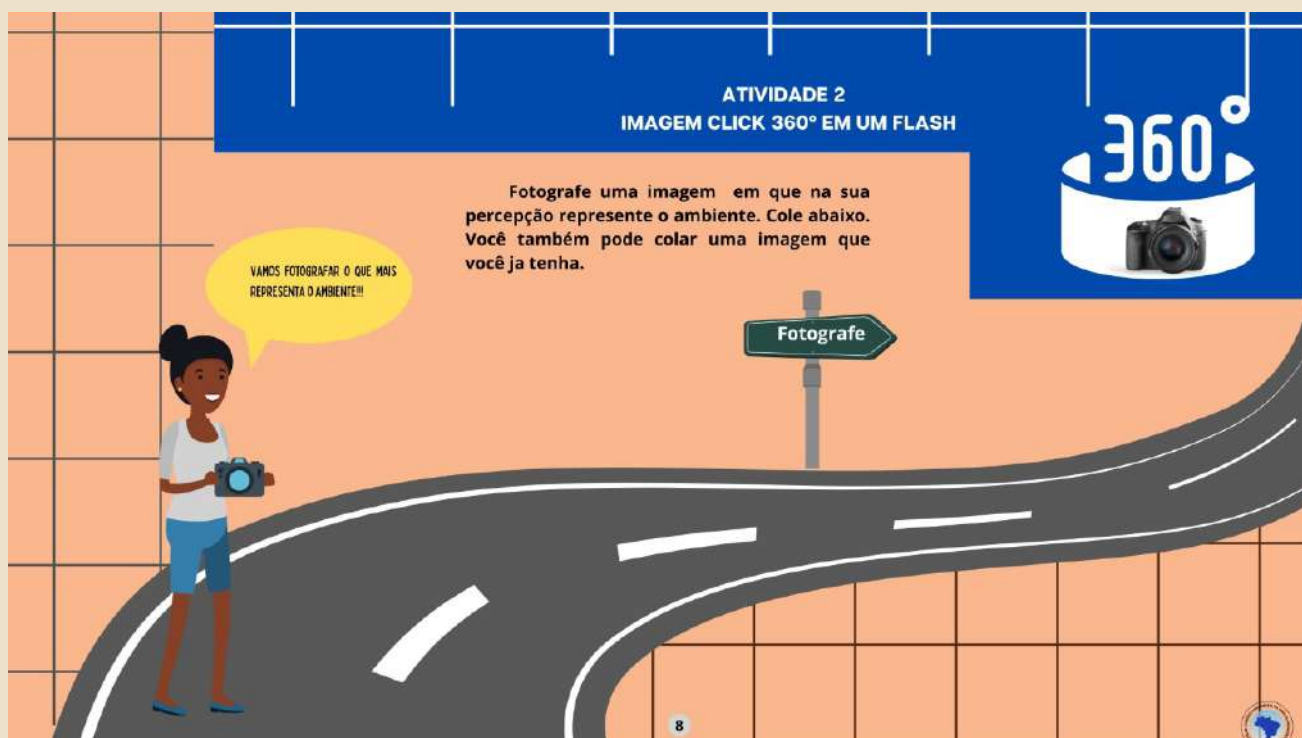 ATIVIDADE 2
IMAGEM CLICK 360º EM UM FLASH
360°
Fotografe uma imagem em que na sua
percepção represente o ambiente. Cole abaixo.
Você também pode colar uma imagem que
você ja tenha.
VAMOS FOTOGRAFAR O QUE MAIS
REPRESENTA O AMBIENTE!!!
Fotografe
8